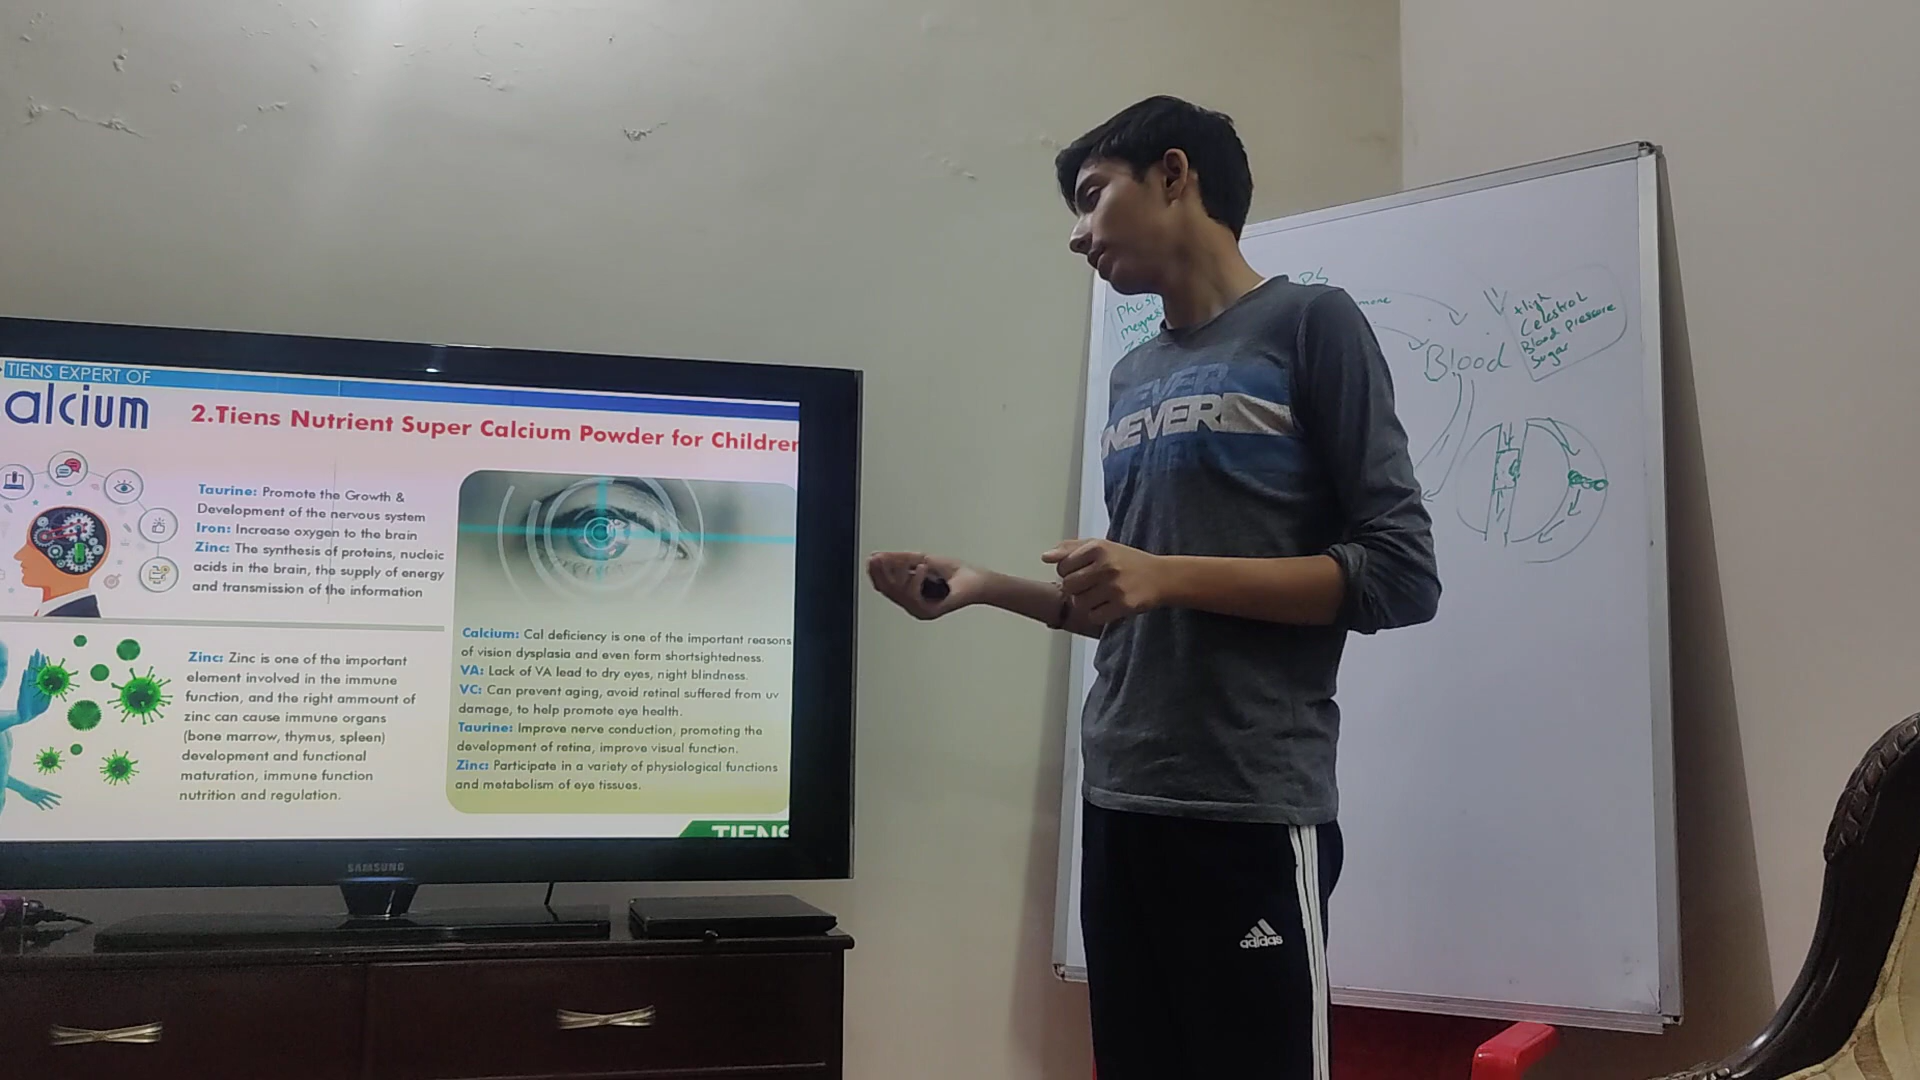 TIENS EXPERT OF
alcium
2.Tiens Nutrient Super Calcium Powder for Children
Taurine: Promote the Growth &
Development of the nervous system
Iron: Increase oxygen to the brain
Zinc: The synthesis of proteins, nucleic
acids in the brain, the supply of energy
and transmission of the information
Zinc: Zinc is one of the important
element involved in the immune
function, and the right ammount of
zinc can cause immune organs
(bone marrow, thymus, spleen)
development and functional
maturation, immune function
nutrition and regulation.
Calcium: Cal deficiency is one of the important reasons
of vision dysplasia and even form shortsightedness.
VA: Lack of VA lead to dry eyes, night blindness.
VC: Can prevent aging, avoid retinal suffered from uv
damage, to help promote eye health.
Taurine: Improve nerve conduction, promoting the
development of retina, improve visual function.
Zinc: Participate in a variety of physiological functions
and metabolism of eye tissues.
TIENS
SAMSUNG
NEVER
adidas
High
Celestrol
Blood pressure
Sugar
Blood